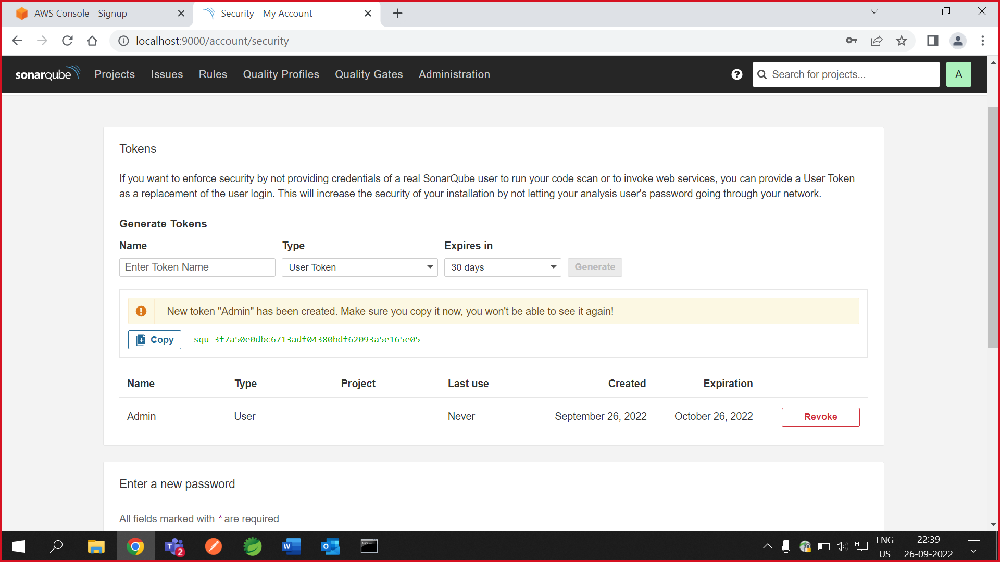 AWS Console - Signup
Security - My Account
localhost:9000/account/security
sonarqube
Projects
Issues
Rules
Quality Profiles
Quality Gates
Administration
?
Search for projects...
A
Tokens
If you want to enforce security by not providing credentials of a real SonarQube user to run your code scan or to invoke web services, you can provide a User Token
as a replacement of the user login. This will increase the security of your installation by not letting your analysis user's password going through your network.
Generate Tokens
Name Type Expires in
Enter Token Name User Token 30 days Generate
New token "Admin" has been created. Make sure you copy it now, you won't be able to see it again!
Copy squ_3f7a50e0dbc6713adf04380bdf62093a5e165e05
Name Type Project Last use Created Expiration
Admin User Never September 26, 2022 October 26, 2022 Revoke
Enter a new password
All fields marked with * are required
T 2
W
O
C:\
ENG
US
22:39
26-09-2022